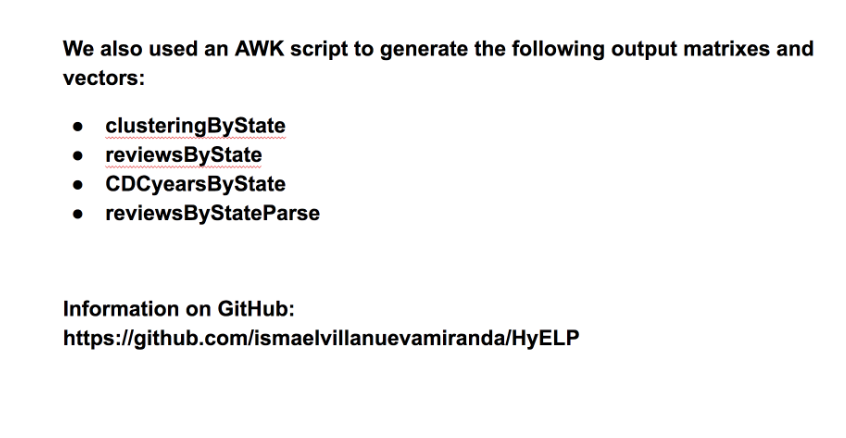 We also used an AWK script to generate the following output matrixes and
vectors:
● clusteringByState
● reviewsByState
● CDCyearsByState
● reviewsByStateParse
Information on GitHub:
https://github.com/ismaelvillanuevamiranda/HyELP